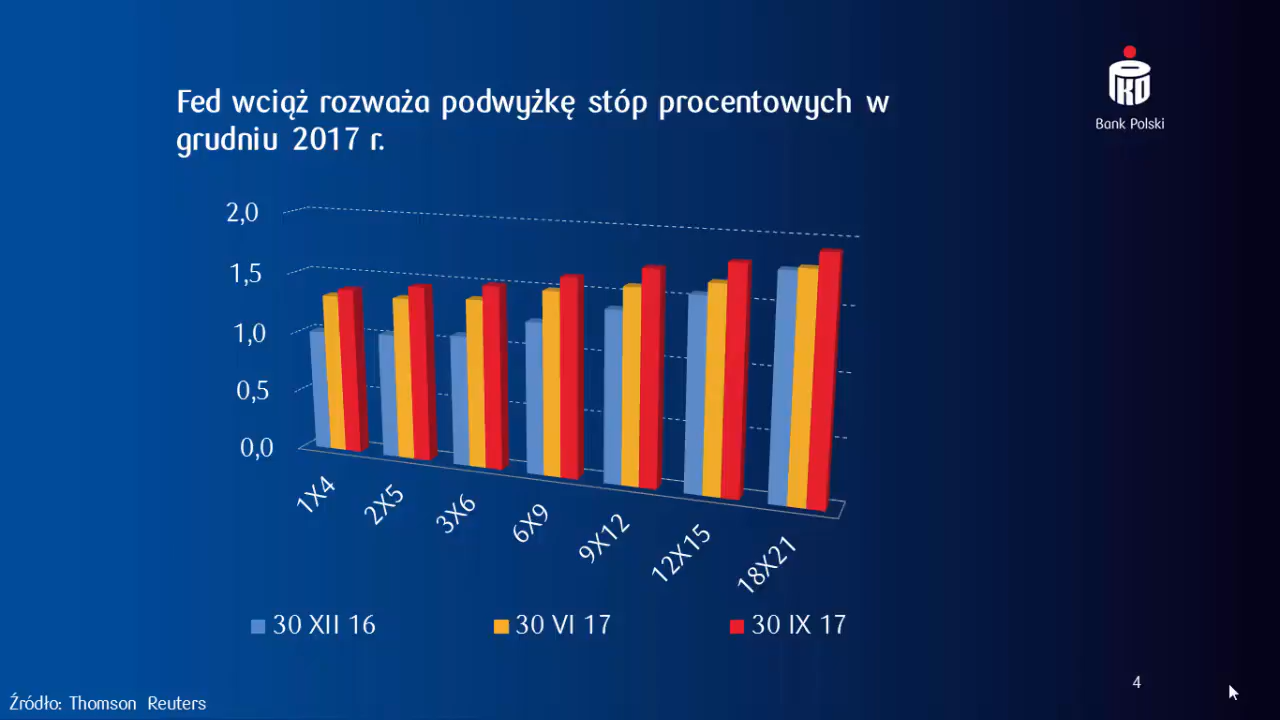 Fed wciąż rozważa podwyżkę stóp procentowych w
grudniu 2017 r.
PKO
Bank Polski
2,0
1,5
1,0
0,5
0,0
1X4
2X5
3X6
6X9
9X12
12X15
18X21
30 XII 16
30 VI 17
30 IX 17
4
Źródło: Thomson Reuters